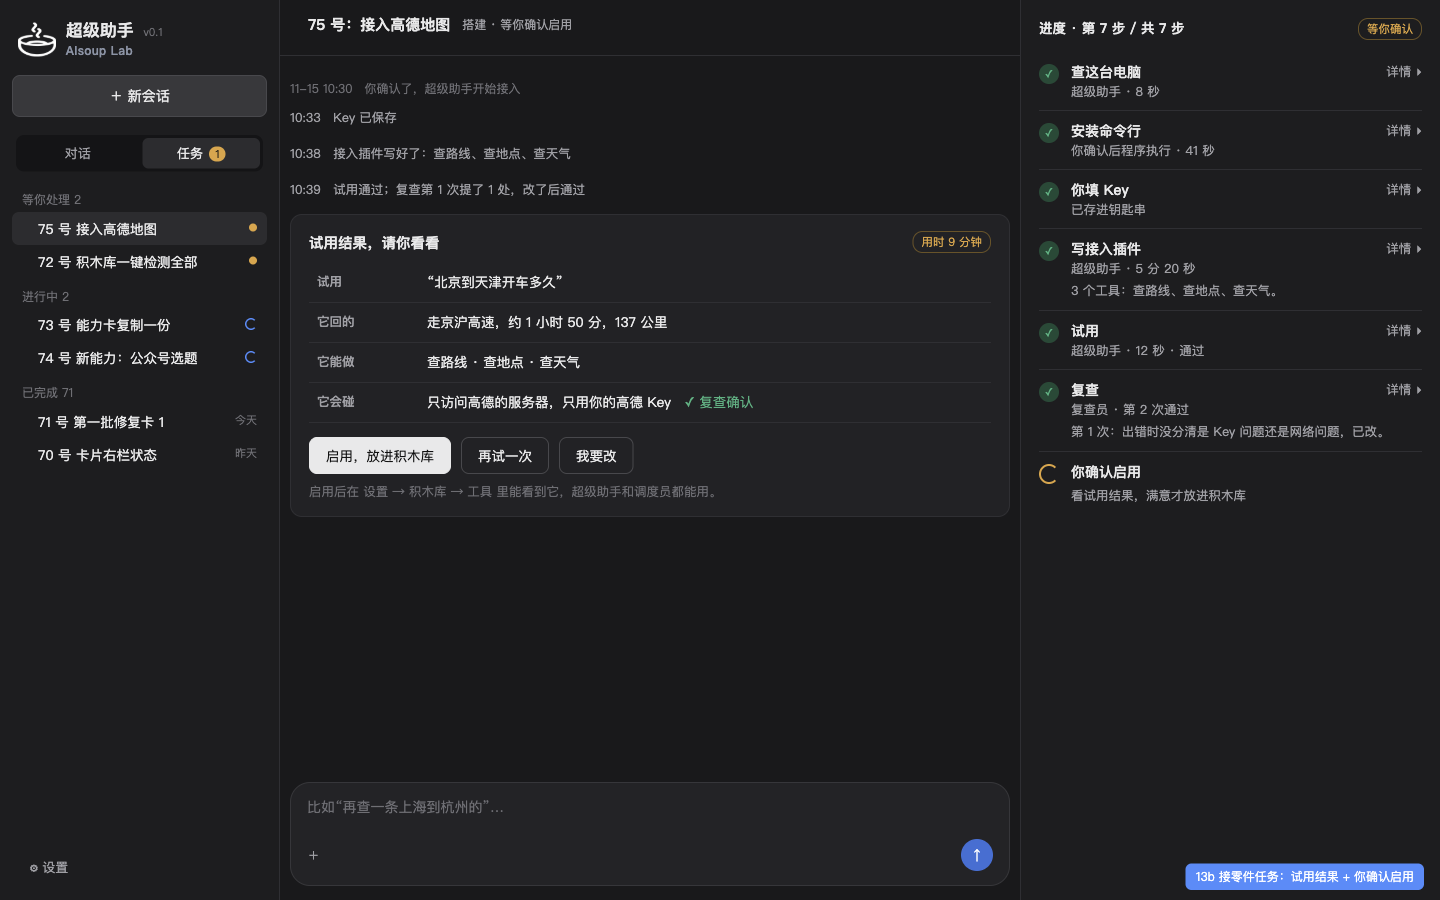 超级助手 v0.1
AIsoup Lab
+ 新会话
对话
任务 1
等你处理 2
75 号 接入高德地图
72 号 积木库一键检测全部
进行中 2
73 号 能力卡复制一份
74 号 新能力：公众号选题
已完成 71
71 号 第一批修复卡 1 今天
70 号 卡片右栏状态 昨天
⚙ 设置
75 号：接入高德地图 搭建 · 等你确认启用
11-15 10:30 你确认了，超级助手开始接入
10:33 Key 已保存
10:38 接入插件写好了：查路线、查地点、查天气
10:39 试用通过；复查第 1 次提了 1 处，改了后通过
试用结果，请你看看 用时 9 分钟
试用 “北京到天津开车多久”
它回的 走京沪高速，约 1 小时 50 分，137 公里
它能做 查路线 · 查地点 · 查天气
它会碰 只访问高德的服务器，只用你的高德 Key ✓ 复查确认
启用，放进积木库 再试一次 我要改
启用后在 设置 → 积木库 → 工具 里能看到它，超级助手和调度员都能用。
比如“再查一条上海到杭州的”…
+
↑
进度 · 第 7 步 / 共 7 步 等你确认
✓ 查这台电脑 详情 ▸
超级助手 · 8 秒
✓ 安装命令行 详情 ▸
你确认后程序执行 · 41 秒
✓ 你填 Key 详情 ▸
已存进钥匙串
✓ 写接入插件 详情 ▸
超级助手 · 5 分 20 秒
3 个工具：查路线、查地点、查天气。
✓ 试用 详情 ▸
超级助手 · 12 秒 · 通过
✓ 复查 详情 ▸
复查员 · 第 2 次通过
第 1 次：出错时没分清是 Key 问题还是网络问题，已改。
你确认启用
看试用结果，满意才放进积木库
13b 接零件任务：试用结果 + 你确认启用